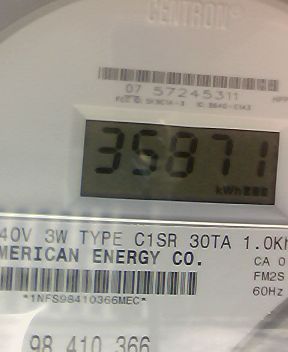 CENTRON®
07 57245311
35871
kWh
40V 3W TYPE C1SR 30TA 1.0Kh
MERICAN ENERGY CO.
CA 0
FM2S
60Hz
*1NFS98410366MEC*
98 410 366